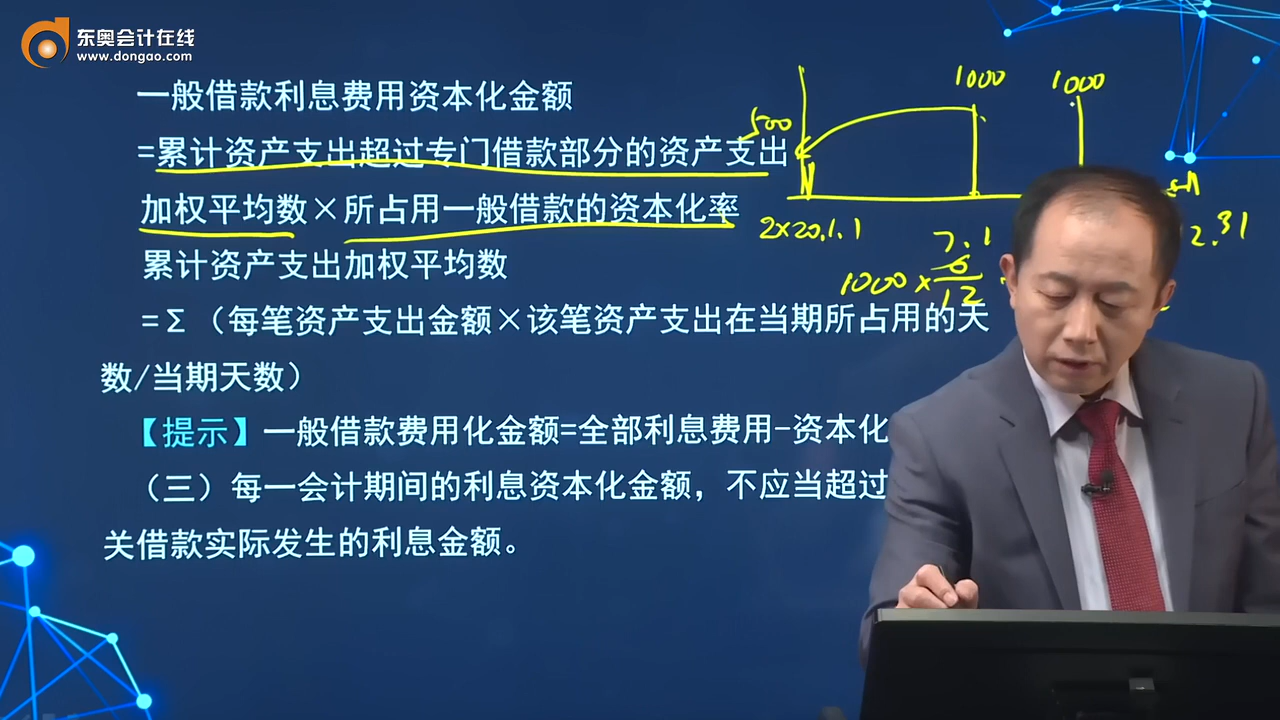 东奥会计在线
www.dongao.com
一般借款利息费用资本化金额
=累计资产支出超过专门借款部分的资产支出
加权平均数×所占用一般借款的资本化率
累计资产支出加权平均数
=Σ（每笔资产支出金额×该笔资产支出在当期所占用的天
数/当期天数）
【提示】一般借款费用化金额=全部利息费用-资本化
（三）每一会计期间的利息资本化金额，不应当超过
关借款实际发生的利息金额。
1000
1000
500
2×20.1.1
7.1
2.31
1000×6/12